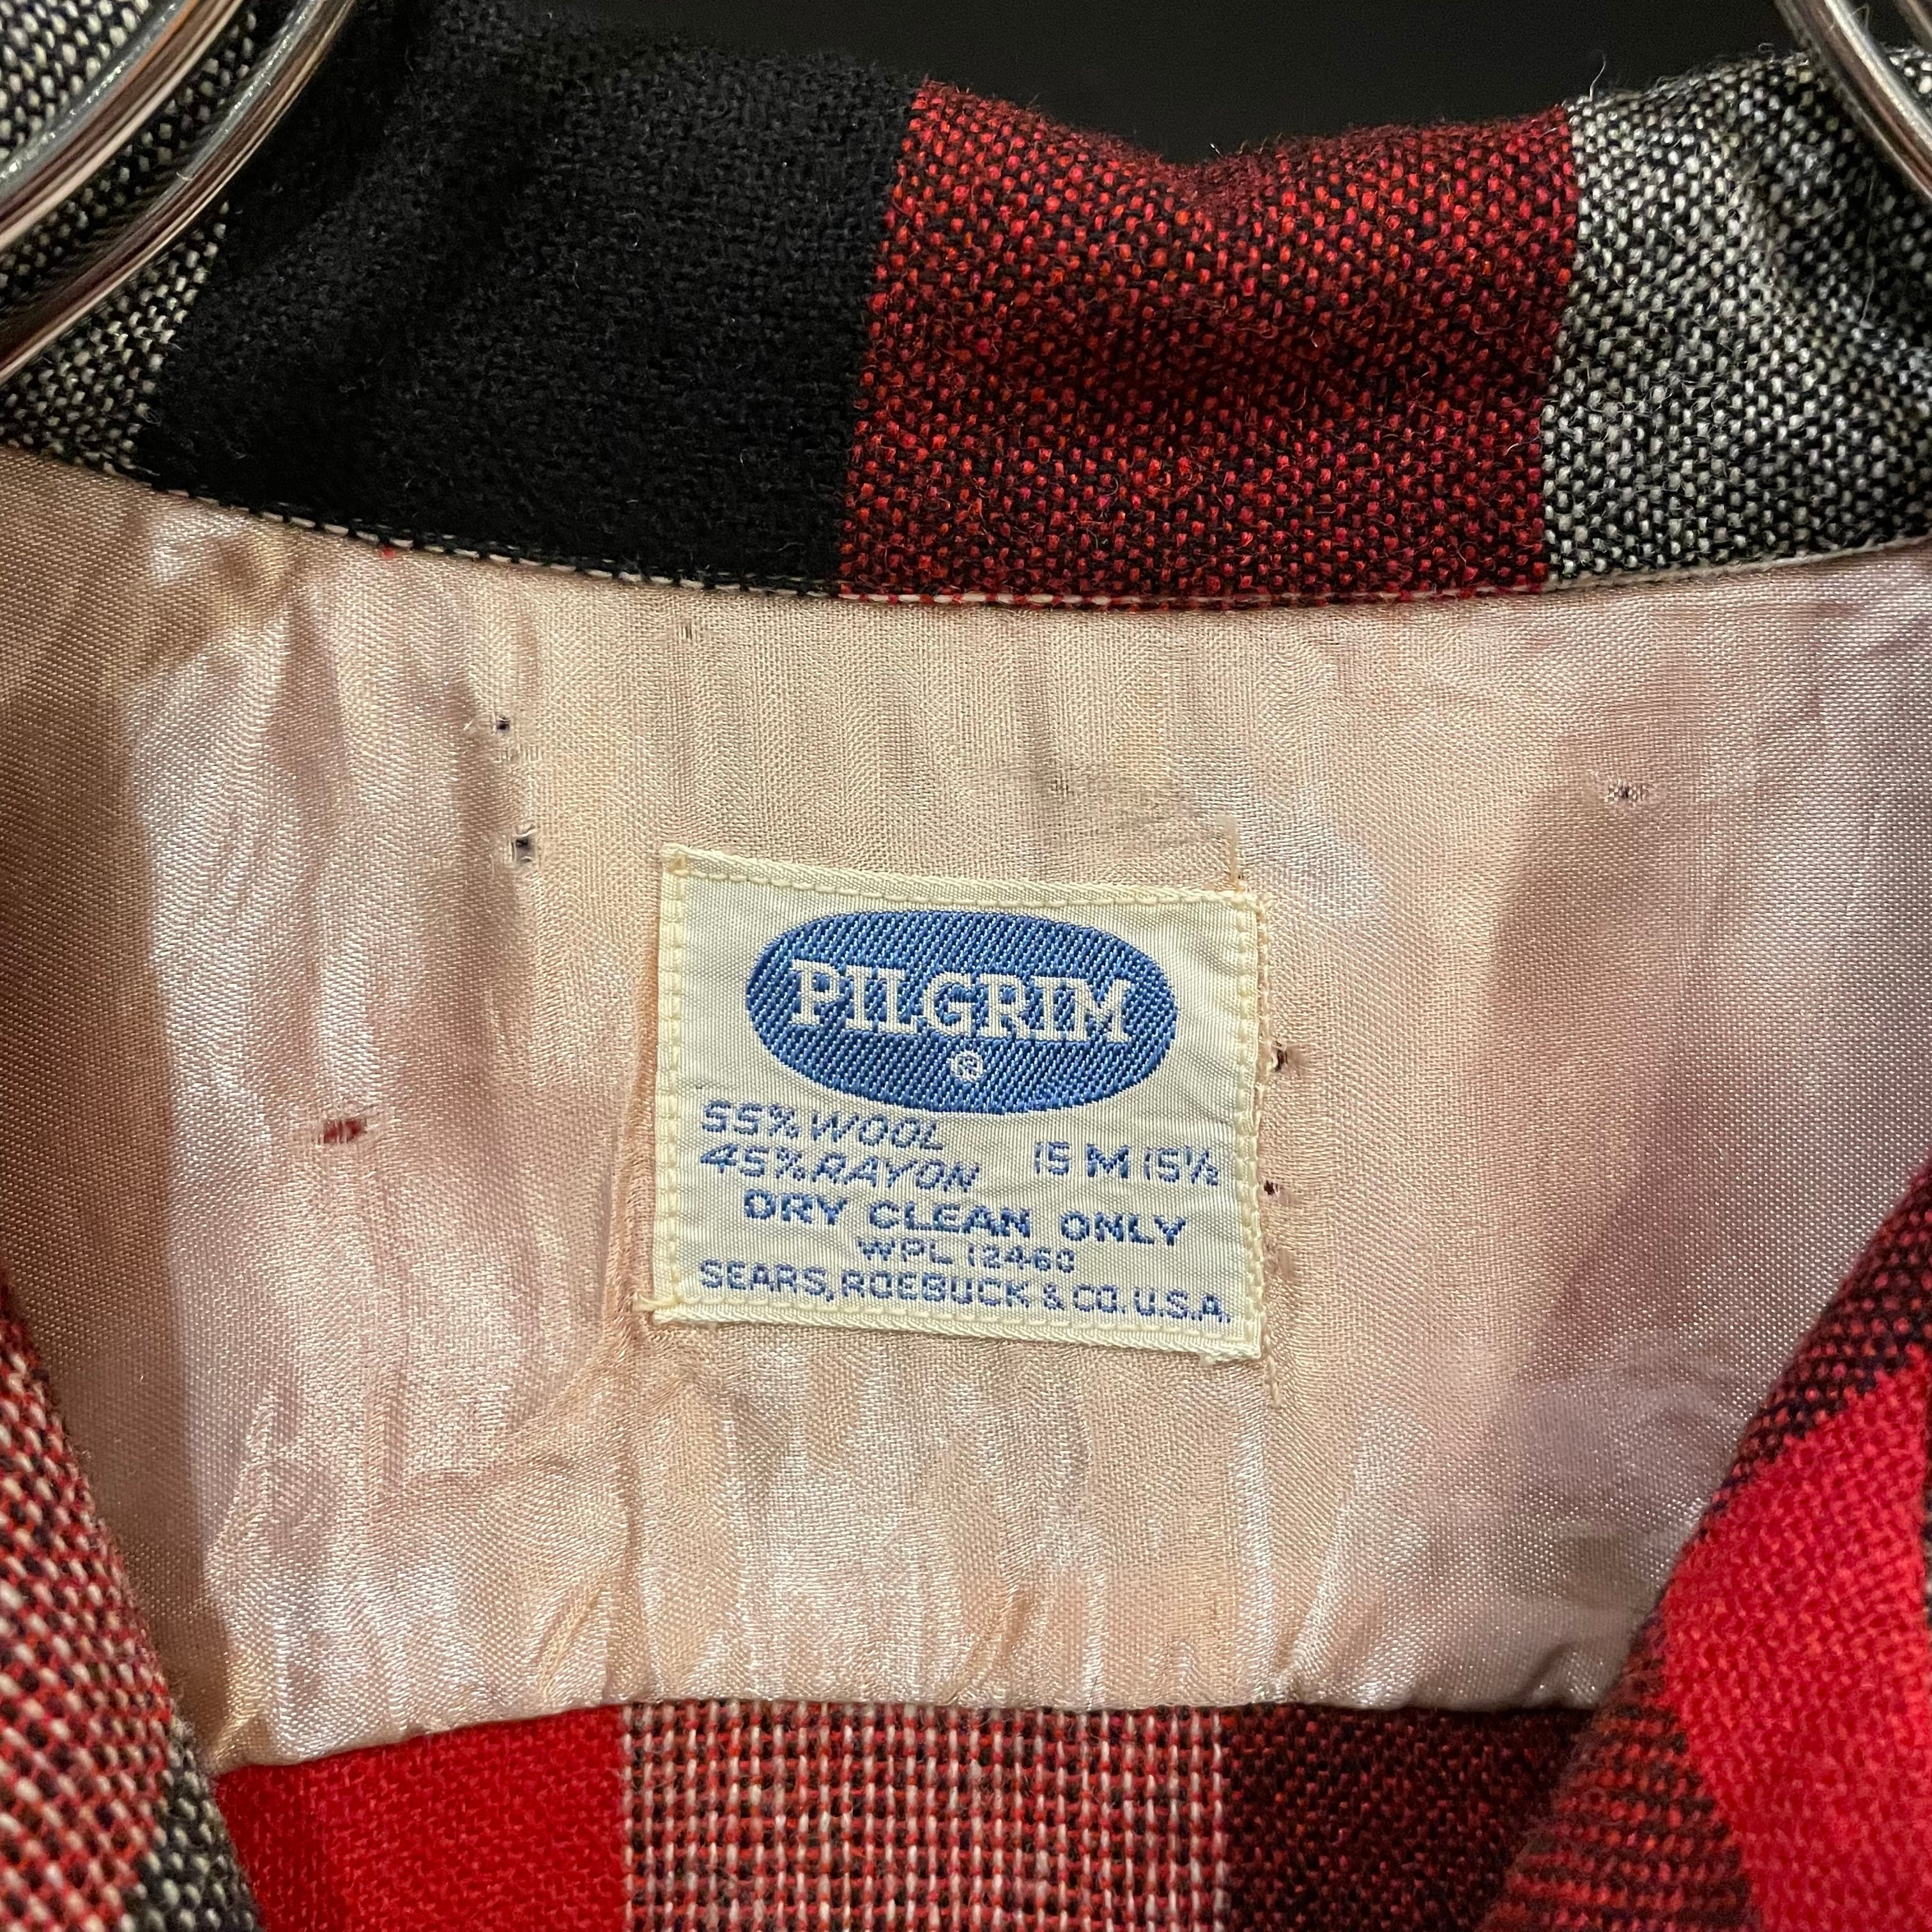 PILGRIM
®
55% WOOL
45% RAYON 15 M 15½
DRY CLEAN ONLY
WPL 12460
SEARS, ROEBUCK & CO. U.S.A.